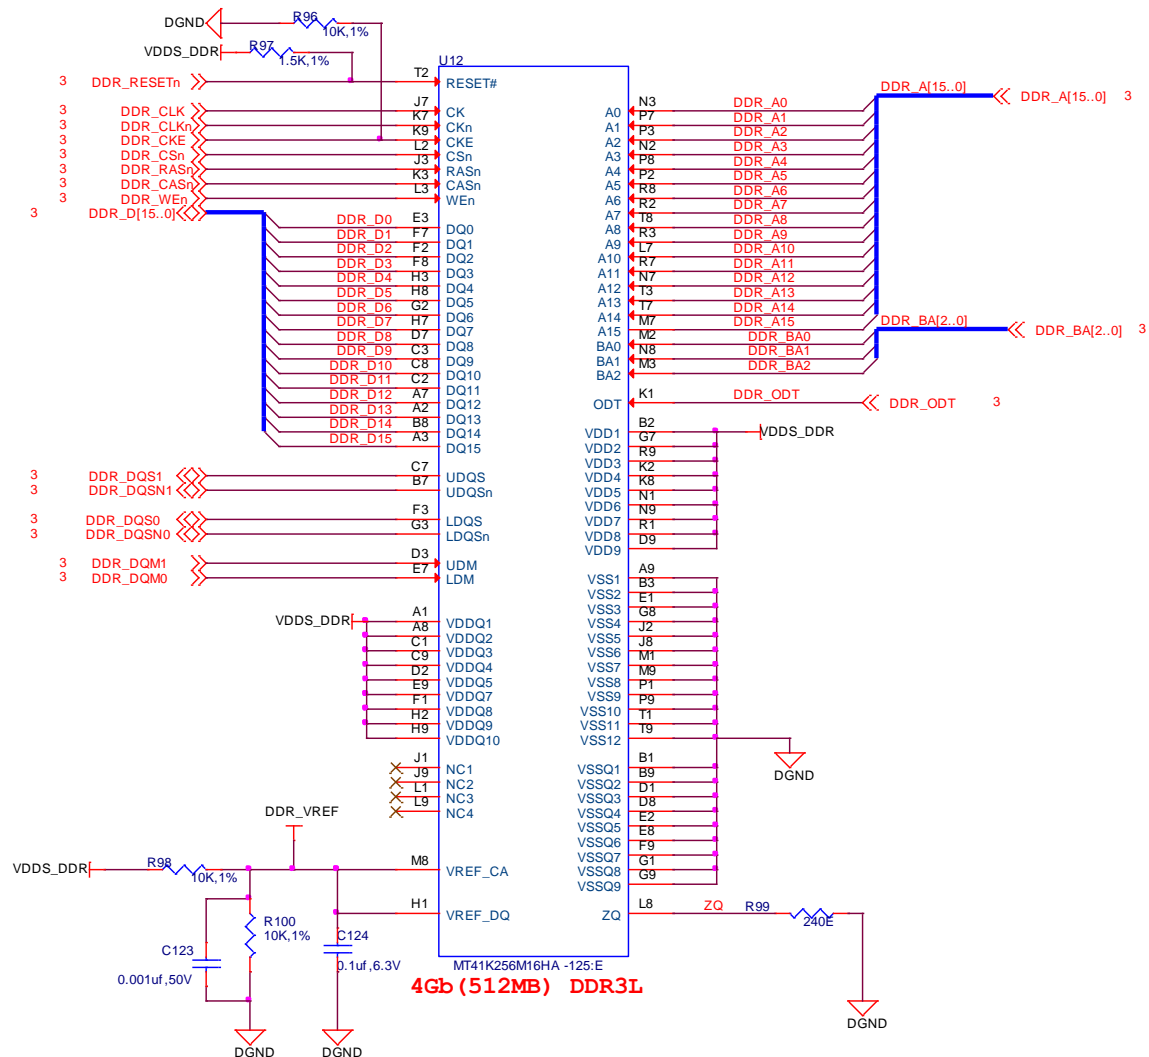 DGND
R96
10K,1%
VDDS_DDR
R97
1.5K,1%
U12
3 DDR_RESETn T2 RESET#
3 DDR_CLK J7 CK
3 DDR_CLKn K7 CKn
3 DDR_CKE K9 CKE
3 DDR_CSn L2 CSn
3 DDR_RASn J3 RASn
3 DDR_CASn K3 CASn
3 DDR_WEn L3 WEn
3 DDR_D[15..0]
DDR_D0 E3 DQ0
DDR_D1 F7 DQ1
DDR_D2 F2 DQ2
DDR_D3 F8 DQ3
DDR_D4 H3 DQ4
DDR_D5 H8 DQ5
DDR_D6 G2 DQ6
DDR_D7 H7 DQ7
DDR_D8 D7 DQ8
DDR_D9 C3 DQ9
DDR_D10 C8 DQ10
DDR_D11 C2 DQ11
DDR_D12 A7 DQ12
DDR_D13 A2 DQ13
DDR_D14 B8 DQ14
DDR_D15 A3 DQ15
3 DDR_DQS1 C7 UDQS
3 DDR_DQSN1 B7 UDQSn
3 DDR_DQS0 F3 LDQS
3 DDR_DQSN0 G3 LDQSn
3 DDR_DQM1 D3 UDM
3 DDR_DQM0 E7 LDM
VDDS_DDR A1 VDDQ1
A8 VDDQ2
C1 VDDQ3
C9 VDDQ4
D2 VDDQ5
E9 VDDQ7
F1 VDDQ8
H2 VDDQ9
H9 VDDQ10
J1 NC1
J9 NC2
L1 NC3
L9 NC4
DDR_VREF
VDDS_DDR R98 10K,1% M8 VREF_CA
H1 VREF_DQ
R100
10K,1%
C123
0.001uf,50V
C124
0.1uf,6.3V
DGND
DGND
A0 N3 DDR_A0
A1 P7 DDR_A1
A2 P3 DDR_A2
A3 N2 DDR_A3
A4 P8 DDR_A4
A5 P2 DDR_A5
A6 R8 DDR_A6
A7 R2 DDR_A7
A8 T8 DDR_A8
A9 R3 DDR_A9
A10 L7 DDR_A10
A11 R7 DDR_A11
A12 N7 DDR_A12
A13 T3 DDR_A13
A14 T7 DDR_A14
A15 M7 DDR_A15
DDR_A[15..0] DDR_A[15..0] 3
BA0 M2 DDR_BA0
BA1 N8 DDR_BA1
BA2 M3 DDR_BA2
DDR_BA[2..0] DDR_BA[2..0] 3
ODT K1 DDR_ODT DDR_ODT 3
VDD1 B2 VDDS_DDR
VDD2 G7
VDD3 R9
VDD4 K2
VDD5 K8
VDD6 N1
VDD7 N9
VDD8 R1
VDD9 D9
VSS1 A9
VSS2 B3
VSS3 E1
VSS4 G8
VSS5 J2
VSS6 J8
VSS7 M1
VSS8 M9
VSS9 P1
VSS10 P9
VSS11 T1
VSS12 T9
DGND
VSSQ1 B1
VSSQ2 B9
VSSQ3 D1
VSSQ4 D8
VSSQ5 E2
VSSQ6 E8
VSSQ7 F9
VSSQ8 G1
VSSQ9 G9
ZQ L8 ZQ R99 240E
DGND
MT41K256M16HA -125:E
4Gb(512MB) DDR3L